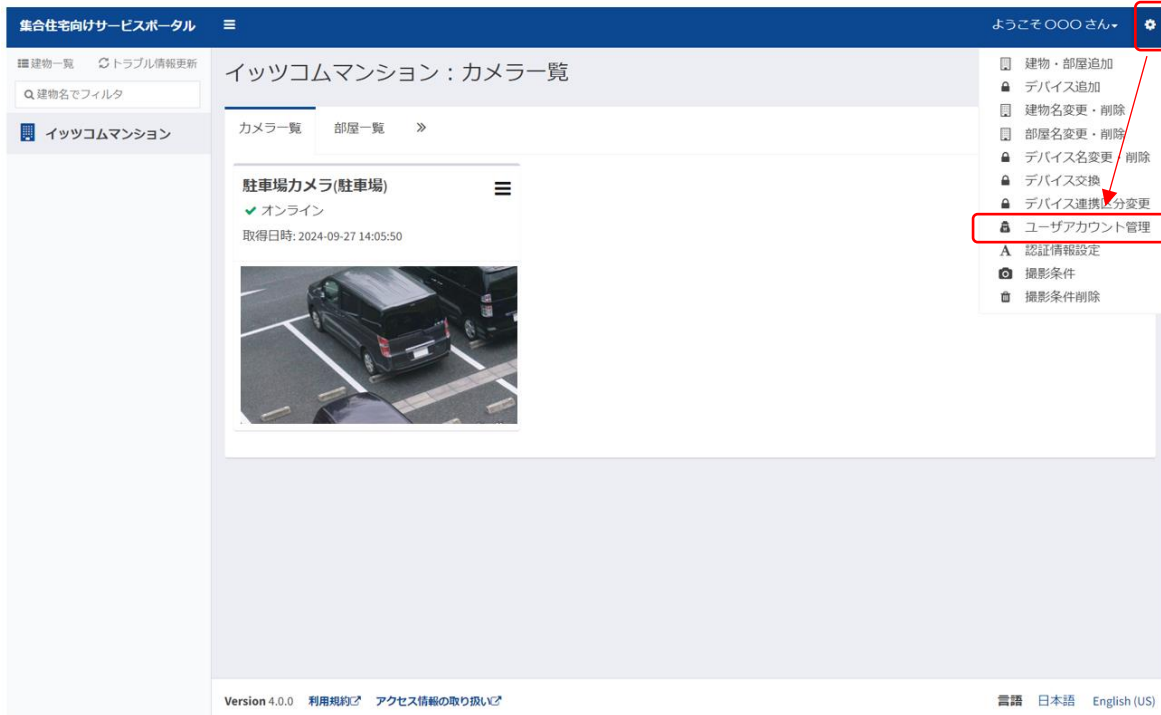 集合住宅向けサービスポータル
ようこそ〇〇〇さん
建物一覧 トラブル情報更新
建物名でフィルタ
イッツコムマンション
イッツコムマンション：カメラ一覧
カメラ一覧 部屋一覧 »
駐車場カメラ(駐車場)
オンライン
取得日時: 2024-09-27 14:05:50
建物・部屋追加
デバイス追加
建物名変更・削除
部屋名変更・削除
デバイス名変更・削除
デバイス交換
デバイス連携区分変更
ユーザアカウント管理
認証情報設定
撮影条件
撮影条件削除
Version 4.0.0 利用規約 アクセス情報の取り扱い
言語 日本語 English (US)